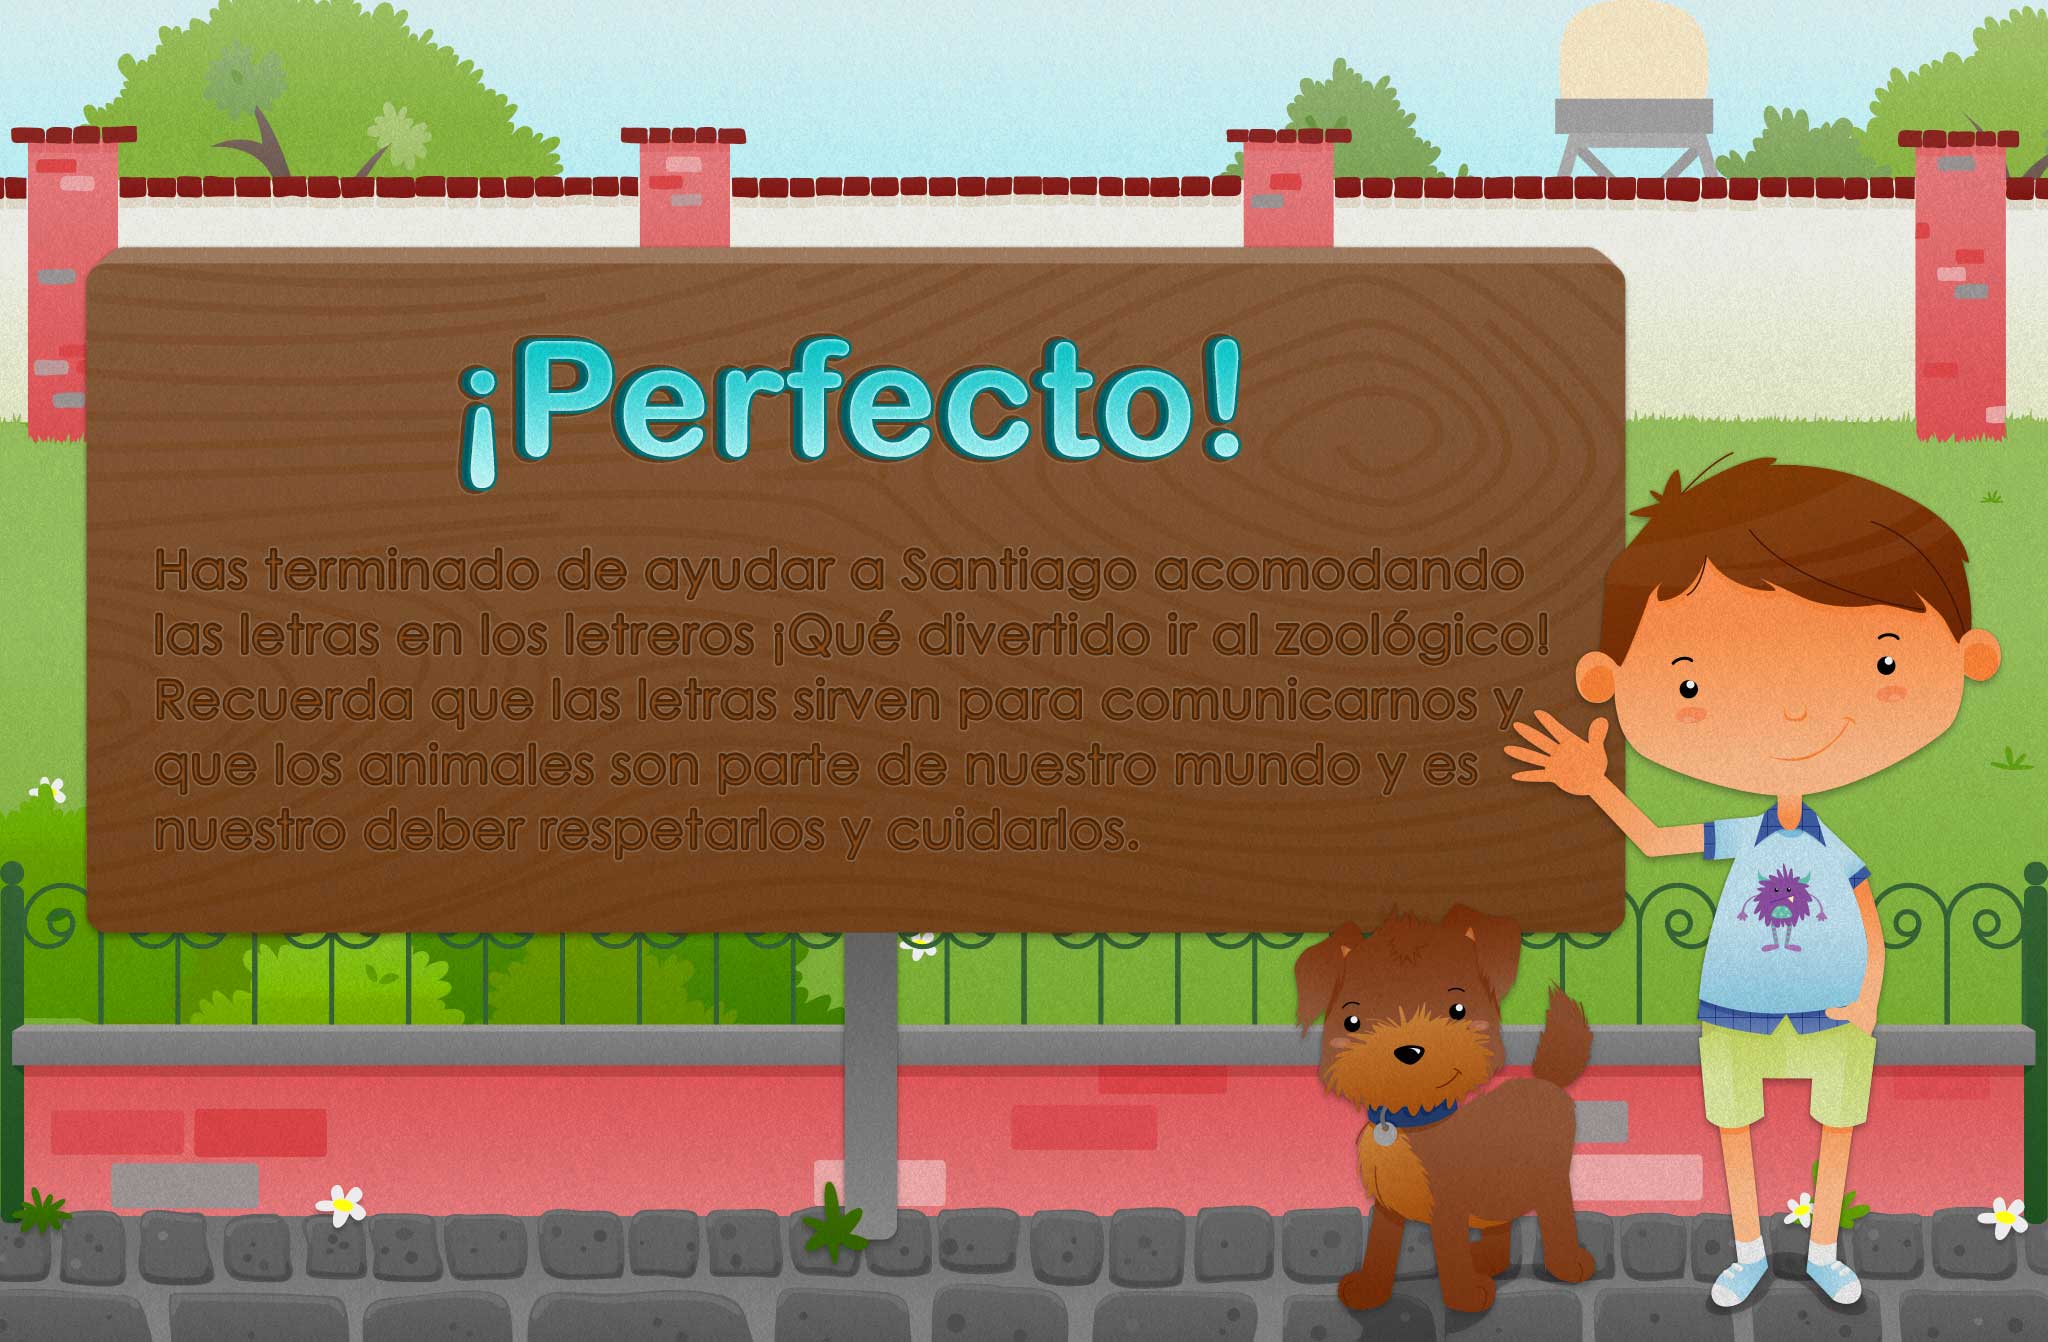 ¡Perfecto!
Has terminado de ayudar a Santiago acomodando
las letras en los letreros ¡Qué divertido ir al zoológico!
Recuerda que las letras sirven para comunicarnos y
que los animales son parte de nuestro mundo y es
nuestro deber respetarlos y cuidarlos.